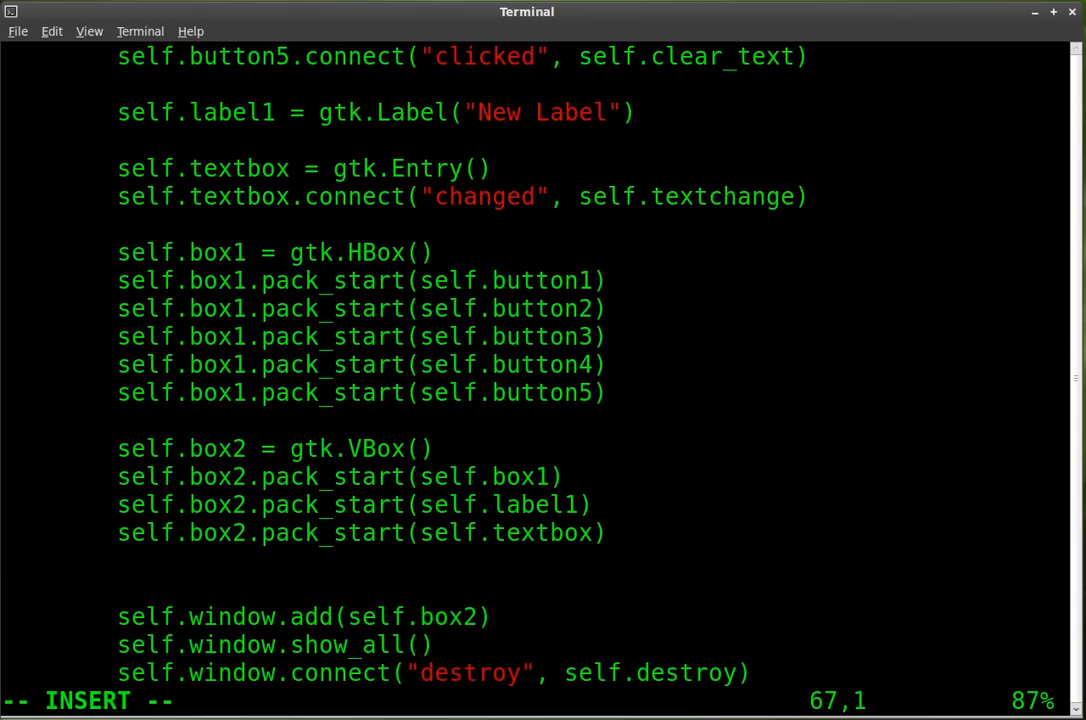 Terminal
File Edit View Terminal Help
self.button5.connect("clicked", self.clear_text)
self.label1 = gtk.Label("New Label")
self.textbox = gtk.Entry()
self.textbox.connect("changed", self.textchange)
self.box1 = gtk.HBox()
self.box1.pack_start(self.button1)
self.box1.pack_start(self.button2)
self.box1.pack_start(self.button3)
self.box1.pack_start(self.button4)
self.box1.pack_start(self.button5)
self.box2 = gtk.VBox()
self.box2.pack_start(self.box1)
self.box2.pack_start(self.label1)
self.box2.pack_start(self.textbox)
self.window.add(self.box2)
self.window.show_all()
self.window.connect("destroy", self.destroy)
-- INSERT -- 67,1 87%